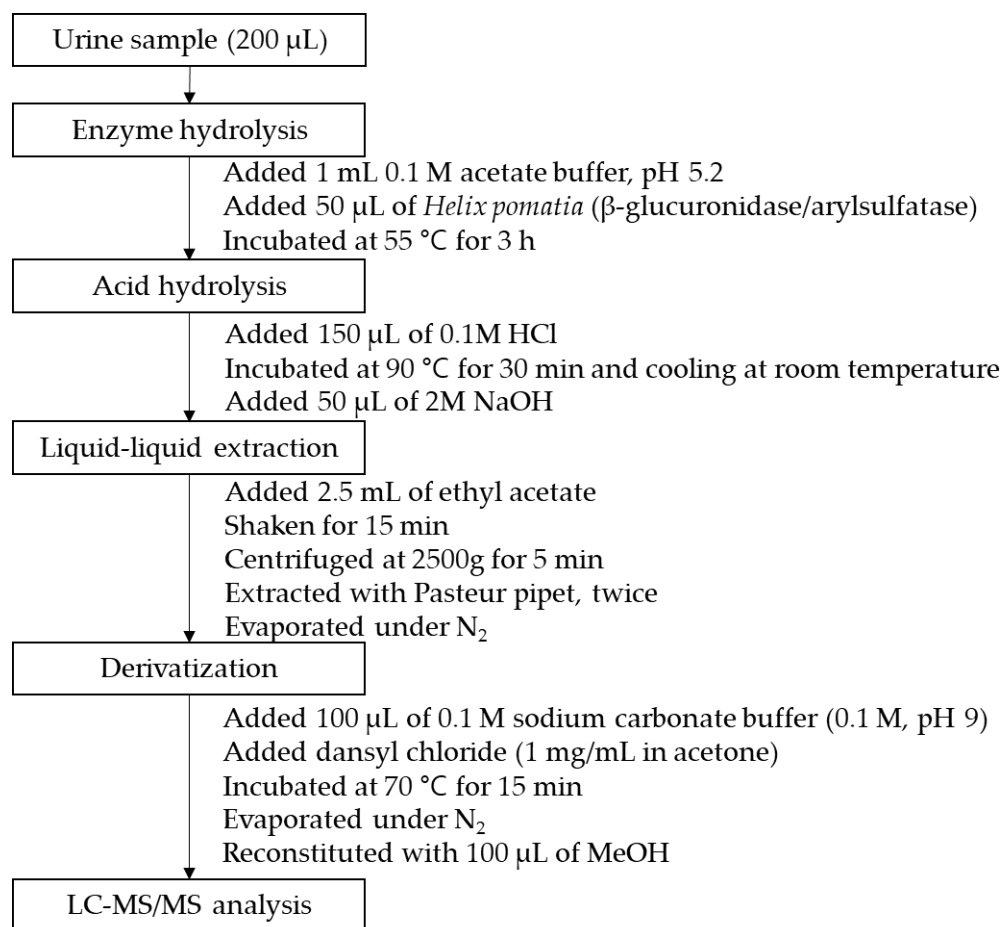 Urine sample (200 μL)
Enzyme hydrolysis
Added 1 mL 0.1 M acetate buffer, pH 5.2
Added 50 μL of Helix pomatia (β-glucuronidase/arylsulfatase)
Incubated at 55 ℃ for 3 h
Acid hydrolysis
Added 150 μL of 0.1M HCl
Incubated at 90 ℃ for 30 min and cooling at room temperature
Added 50 μL of 2M NaOH
Liquid-liquid extraction
Added 2.5 mL of ethyl acetate
Shaken for 15 min
Centrifuged at 2500g for 5 min
Extracted with Pasteur pipet, twice
Evaporated under N₂
Derivatization
Added 100 μL of 0.1 M sodium carbonate buffer (0.1 M, pH 9)
Added dansyl chloride (1 mg/mL in acetone)
Incubated at 70 ℃ for 15 min
Evaporated under N₂
Reconstituted with 100 μL of MeOH
LC-MS/MS analysis